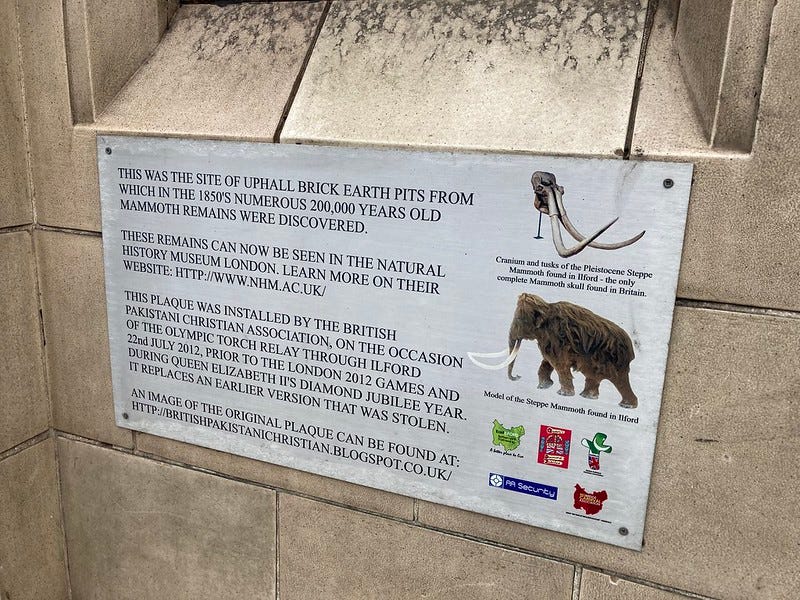 THIS WAS THE SITE OF UPHALL BRICK EARTH PITS FROM
WHICH IN THE 1850'S NUMEROUS 200,000 YEARS OLD
MAMMOTH REMAINS WERE DISCOVERED.
THESE REMAINS CAN NOW BE SEEN IN THE NATURAL
HISTORY MUSEUM LONDON. LEARN MORE ON THEIR
WEBSITE: HTTP://WWW.NHM.AC.UK/
THIS PLAQUE WAS INSTALLED BY THE BRITISH
PAKISTANI CHRISTIAN ASSOCIATION, ON THE OCCASION
OF THE OLYMPIC TORCH RELAY THROUGH ILFORD
22nd JULY 2012, PRIOR TO THE LONDON 2012 GAMES AND
DURING QUEEN ELIZABETH II'S DIAMOND JUBILEE YEAR.
IT REPLACES AN EARLIER VERSION THAT WAS STOLEN.
AN IMAGE OF THE ORIGINAL PLAQUE CAN BE FOUND AT:
HTTP://BRITISHPAKISTANICHRISTIAN.BLOGSPOT.CO.UK/
Cranium and tusks of the Pleistocene Steppe
Mammoth found in Ilford - the only
complete Mammoth skull found in Britain.
Model of the Steppe Mammoth found in Ilford
A better place to live
AA Security